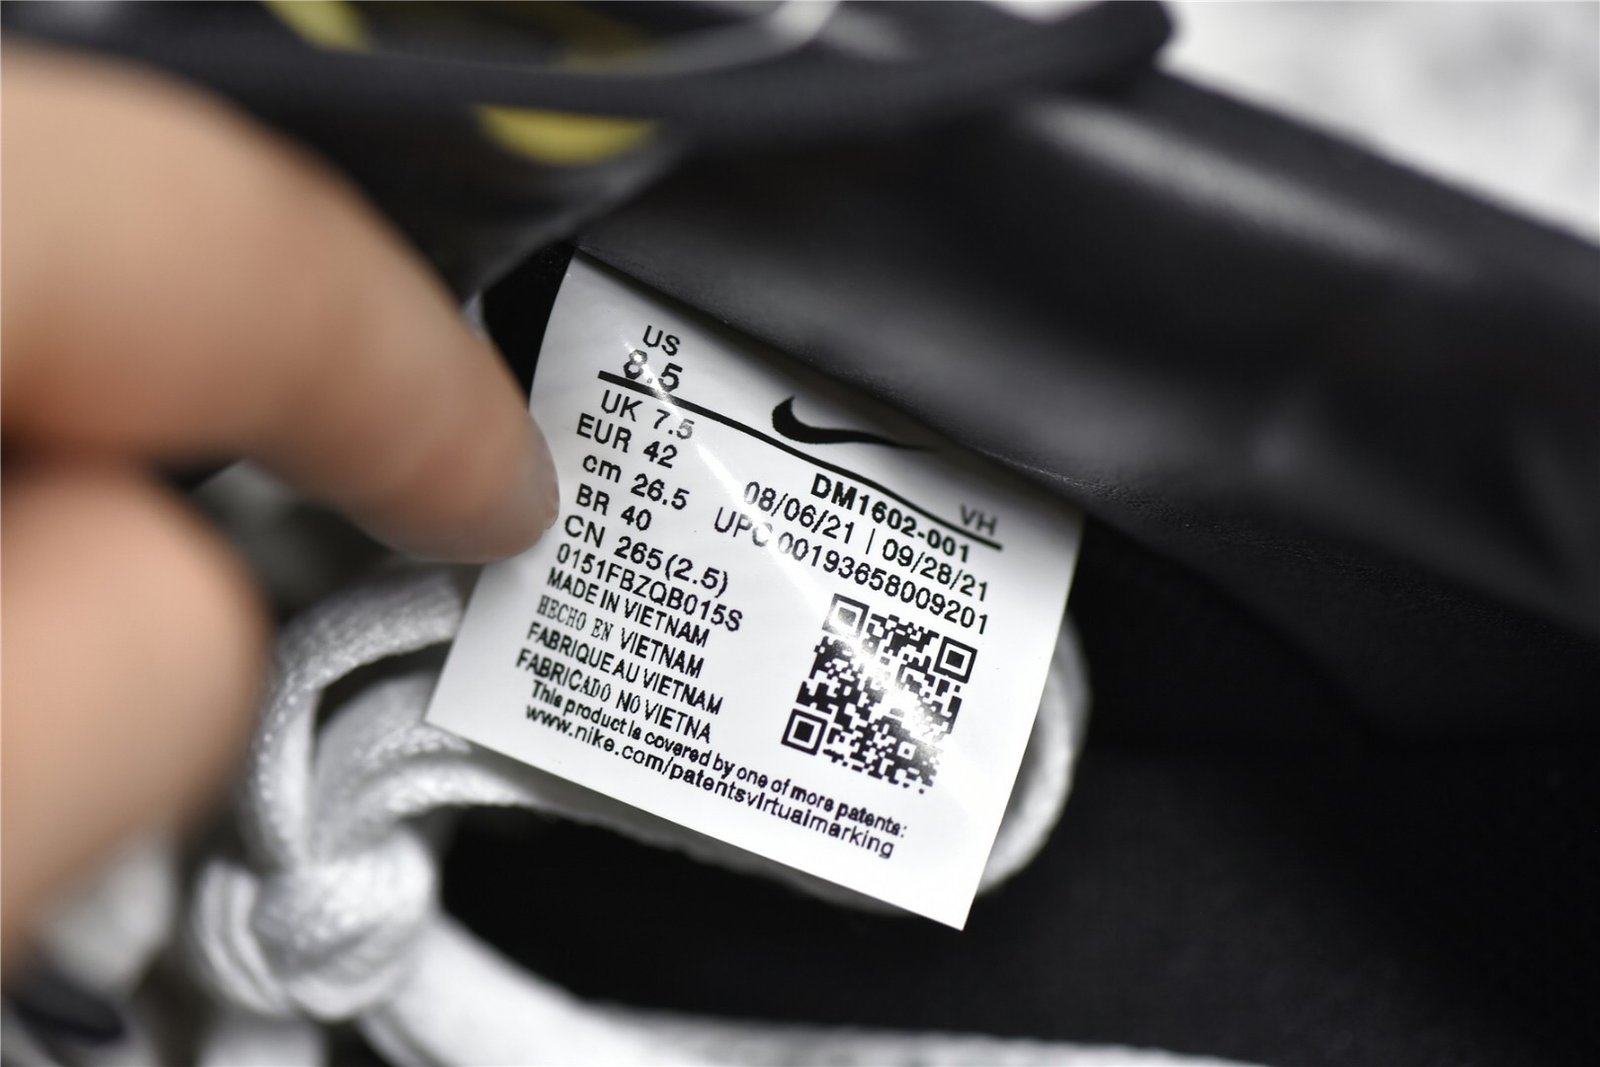 US
8.5
UK 7.5
EUR 42
cm 26.5
BR 40
CN 265(2.5)
0151FBZQB015S
MADE IN VIETNAM
HECHO EN VIETNAM
FABRIQUE AU VIETNAM
FABRICADO NO VIETNA
VH
DM1602-001
08/06/21 | 09/28/21
UPC 00193658009201
This product is covered by one of more patents:
www.nike.com/patentsvirtualmarking